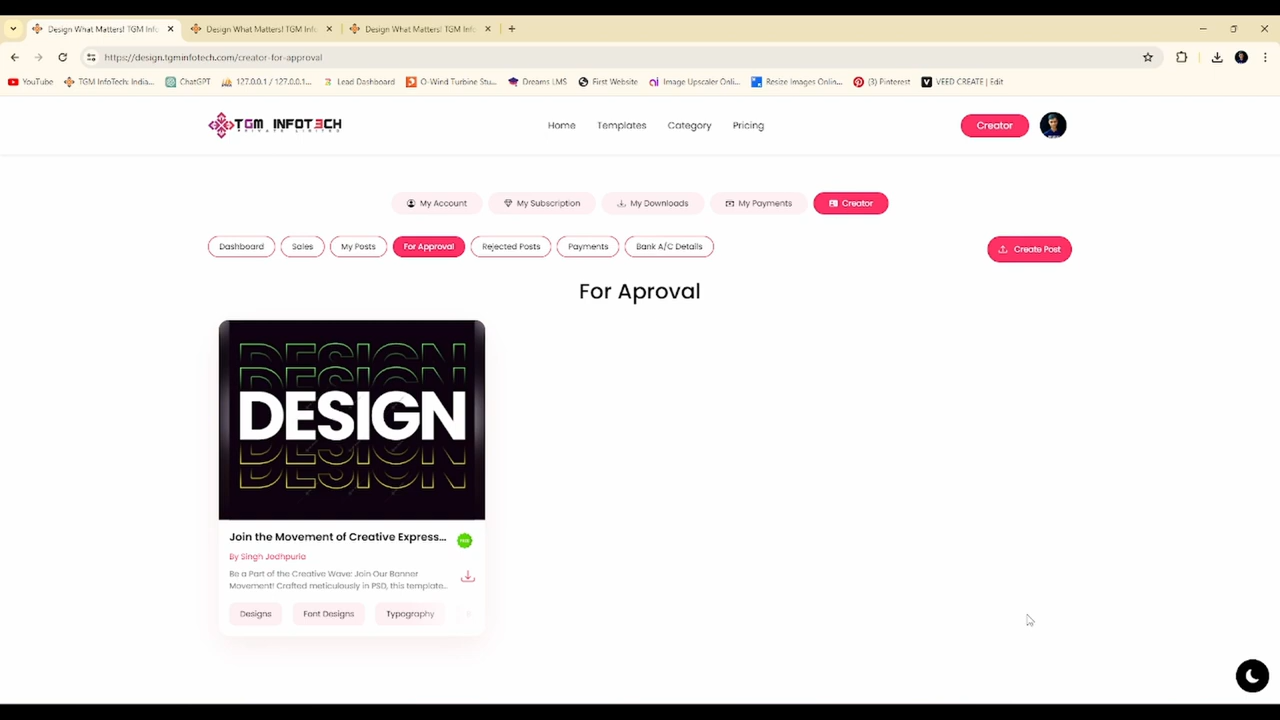 Design What Matters! TGM Info
Design What Matters! TGM Inf
Design What Matters! TGM Inf
https://design.tgminfotech.com/creator-for-approval
YouTube TGM InfoTech: India... ChatGPT 127.0.0.1 / 127.0.0.1... Lead Dashboard O-Wind Turbine Stu... Dreams LMS First Website Image Upscaler Onli... Resize Images Onlin... (3) Pinterest VEED CREATE | Edit
TGM INFOTECH
PRIVATE LIMITED
Home Templates Category Pricing
Creator
My Account My Subscription My Downloads My Payments Creator
Dashboard Sales My Posts For Approval Rejected Posts Payments Bank A/C Details
Create Post
For Aproval
DESIGN
DESIGN
DESIGN
DESIGN
DESIGN
Join the Movement of Creative Express...
By Singh Jodhpuria
Be a Part of the Creative Wave: Join Our Banner
Movement! Crafted meticulously in PSD, this template...
Designs Font Designs Typography